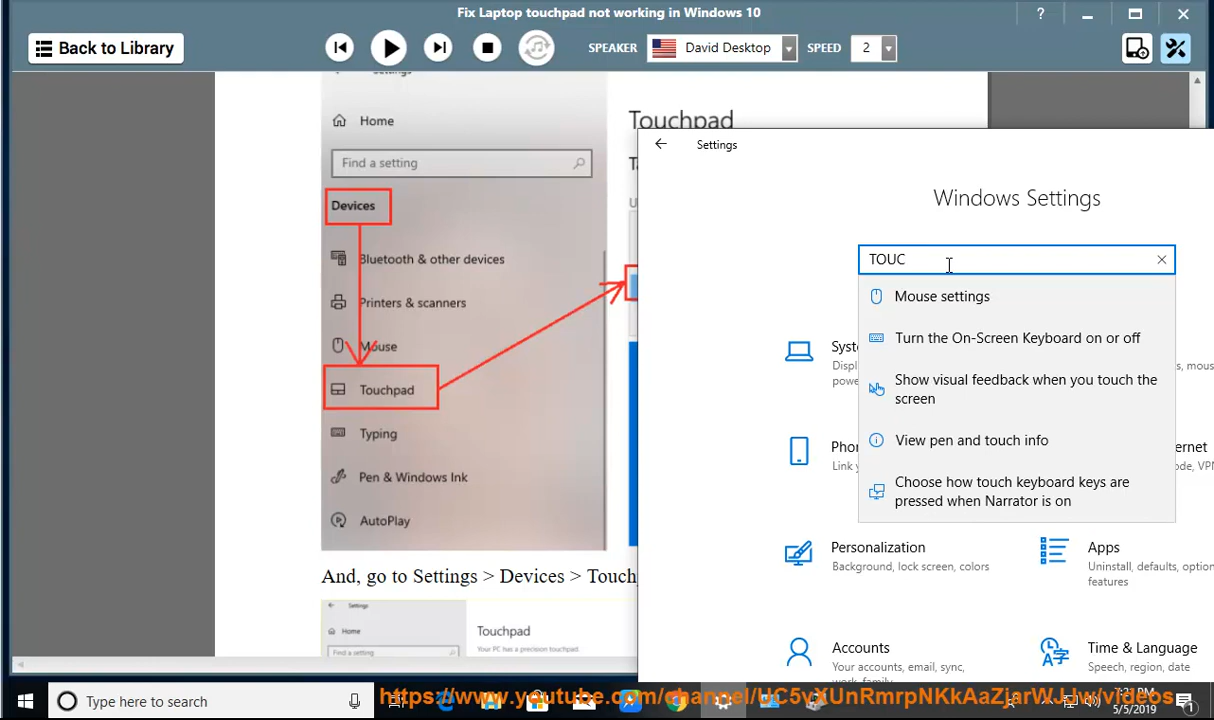 Fix Laptop touchpad not working in Windows 10
?
Back to Library
SPEAKER
David Desktop
SPEED
2
Settings
Home
Find a setting
Devices
Bluetooth & other devices
Printers & scanners
Mouse
Touchpad
Typing
Pen & Windows Ink
AutoPlay
Touchpad
And, go to Settings > Devices > Touch
Settings
Home
Find a setting
Touchpad
Your PC has a precision touchpad
Settings
Windows Settings
TOUC
Mouse settings
Turn the On-Screen Keyboard on or off
Show visual feedback when you touch the
screen
View pen and touch info
Choose how touch keyboard keys are
pressed when Narrator is on
Personalization
Background, lock screen, colors
Apps
Uninstall, defaults, option
features
Accounts
Your accounts, email, sync,
work, family
Time & Language
Speech, region, date
Type here to search
5/5/2019
1